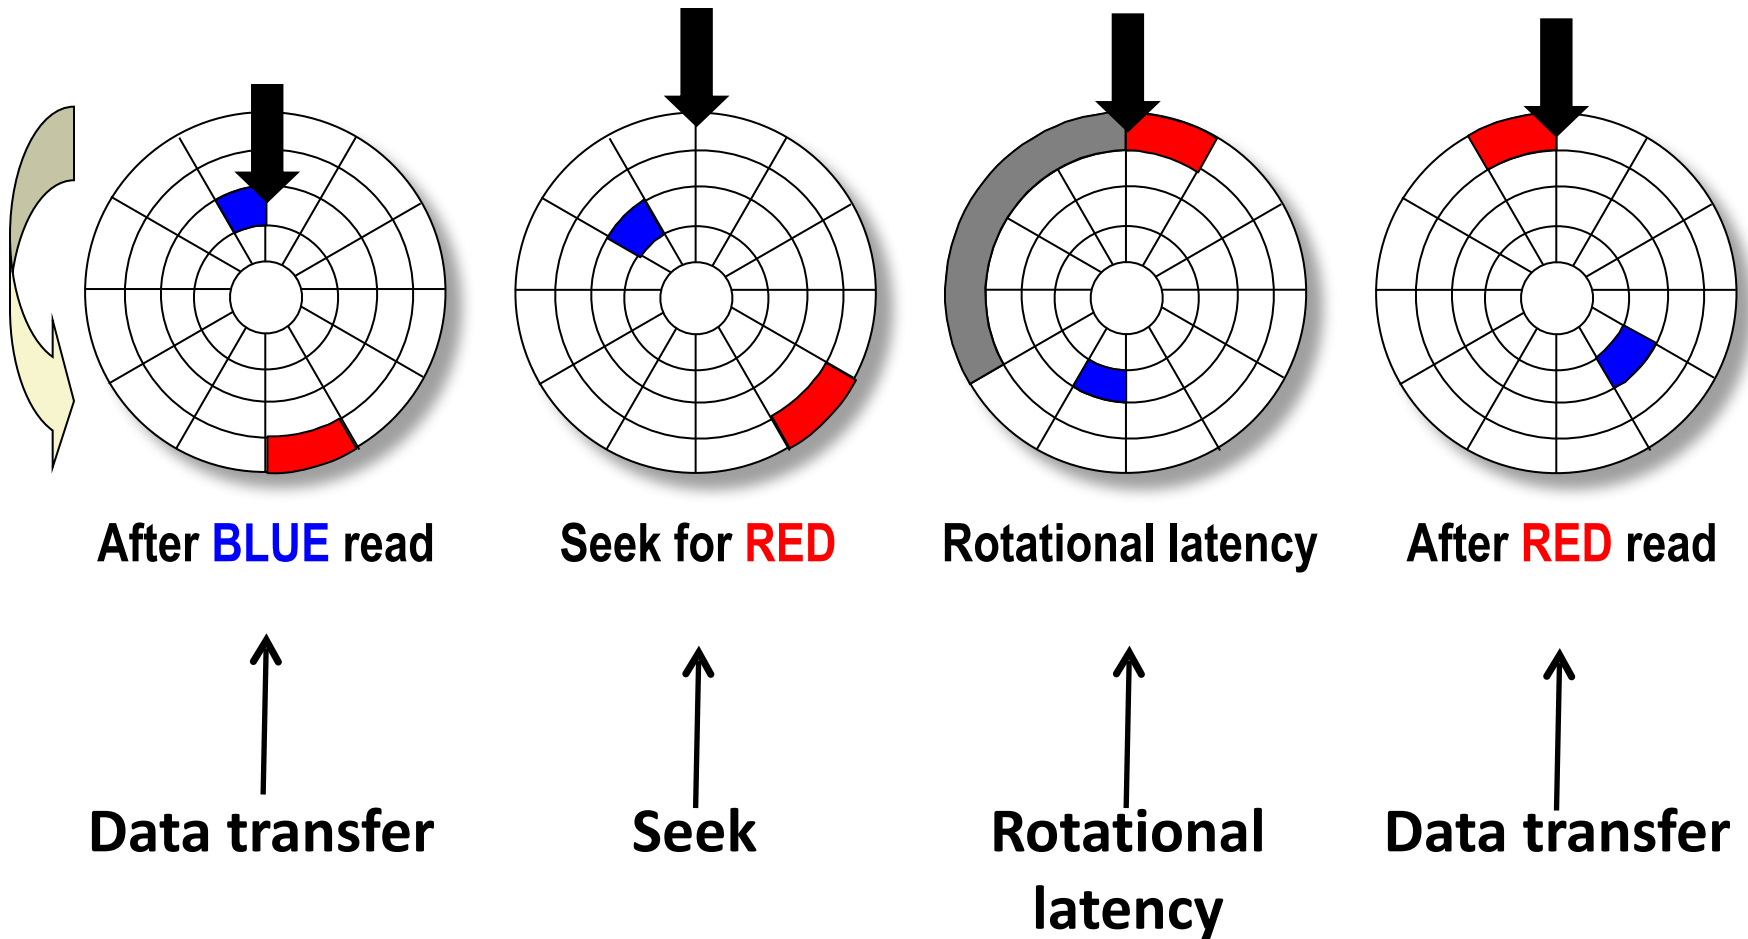 After BLUE read
Seek for RED
Rotational latency
After RED read
Data transfer
Seek
Rotational
latency
Data transfer